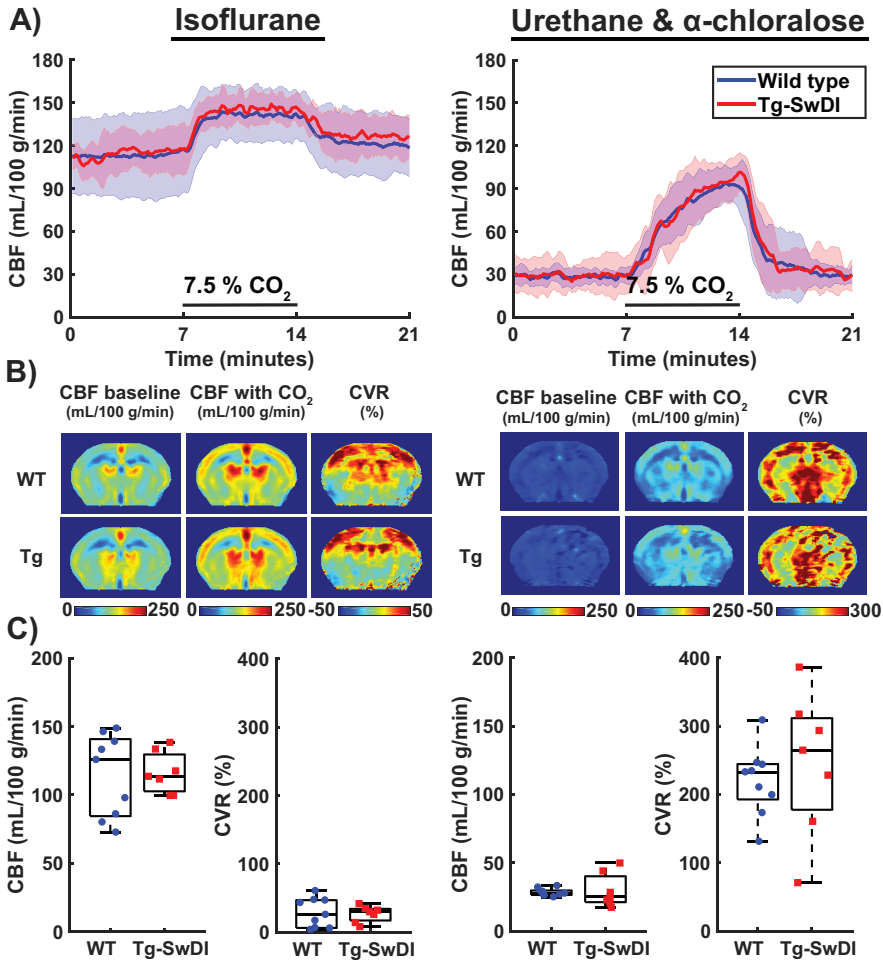 A)
Isoflurane
Urethane & α-chloralose
CBF (mL/100 g/min)
180
150
120
90
60
30
0
7.5 % CO2
0 7 14 21
Time (minutes)
CBF (mL/100 g/min)
180
150
120
90
60
30
0
Wild type
Tg-SwDI
7.5 % CO2
0 7 14 21
Time (minutes)
B)
CBF baseline CBF with CO2 CVR
(mL/100 g/min) (mL/100 g/min) (%)
WT
Tg
0 250 0 250 -50 50
CBF baseline CBF with CO2 CVR
(mL/100 g/min) (mL/100 g/min) (%)
WT
Tg
0 250 0 250 -50 300
C)
CBF (mL/100 g/min)
200
150
100
50
0
WT Tg-SwDI
CVR (%)
400
300
200
100
0
WT Tg-SwDI
CBF (mL/100 g/min)
200
150
100
50
0
WT Tg-SwDI
CVR (%)
400
300
200
100
0
WT Tg-SwDI